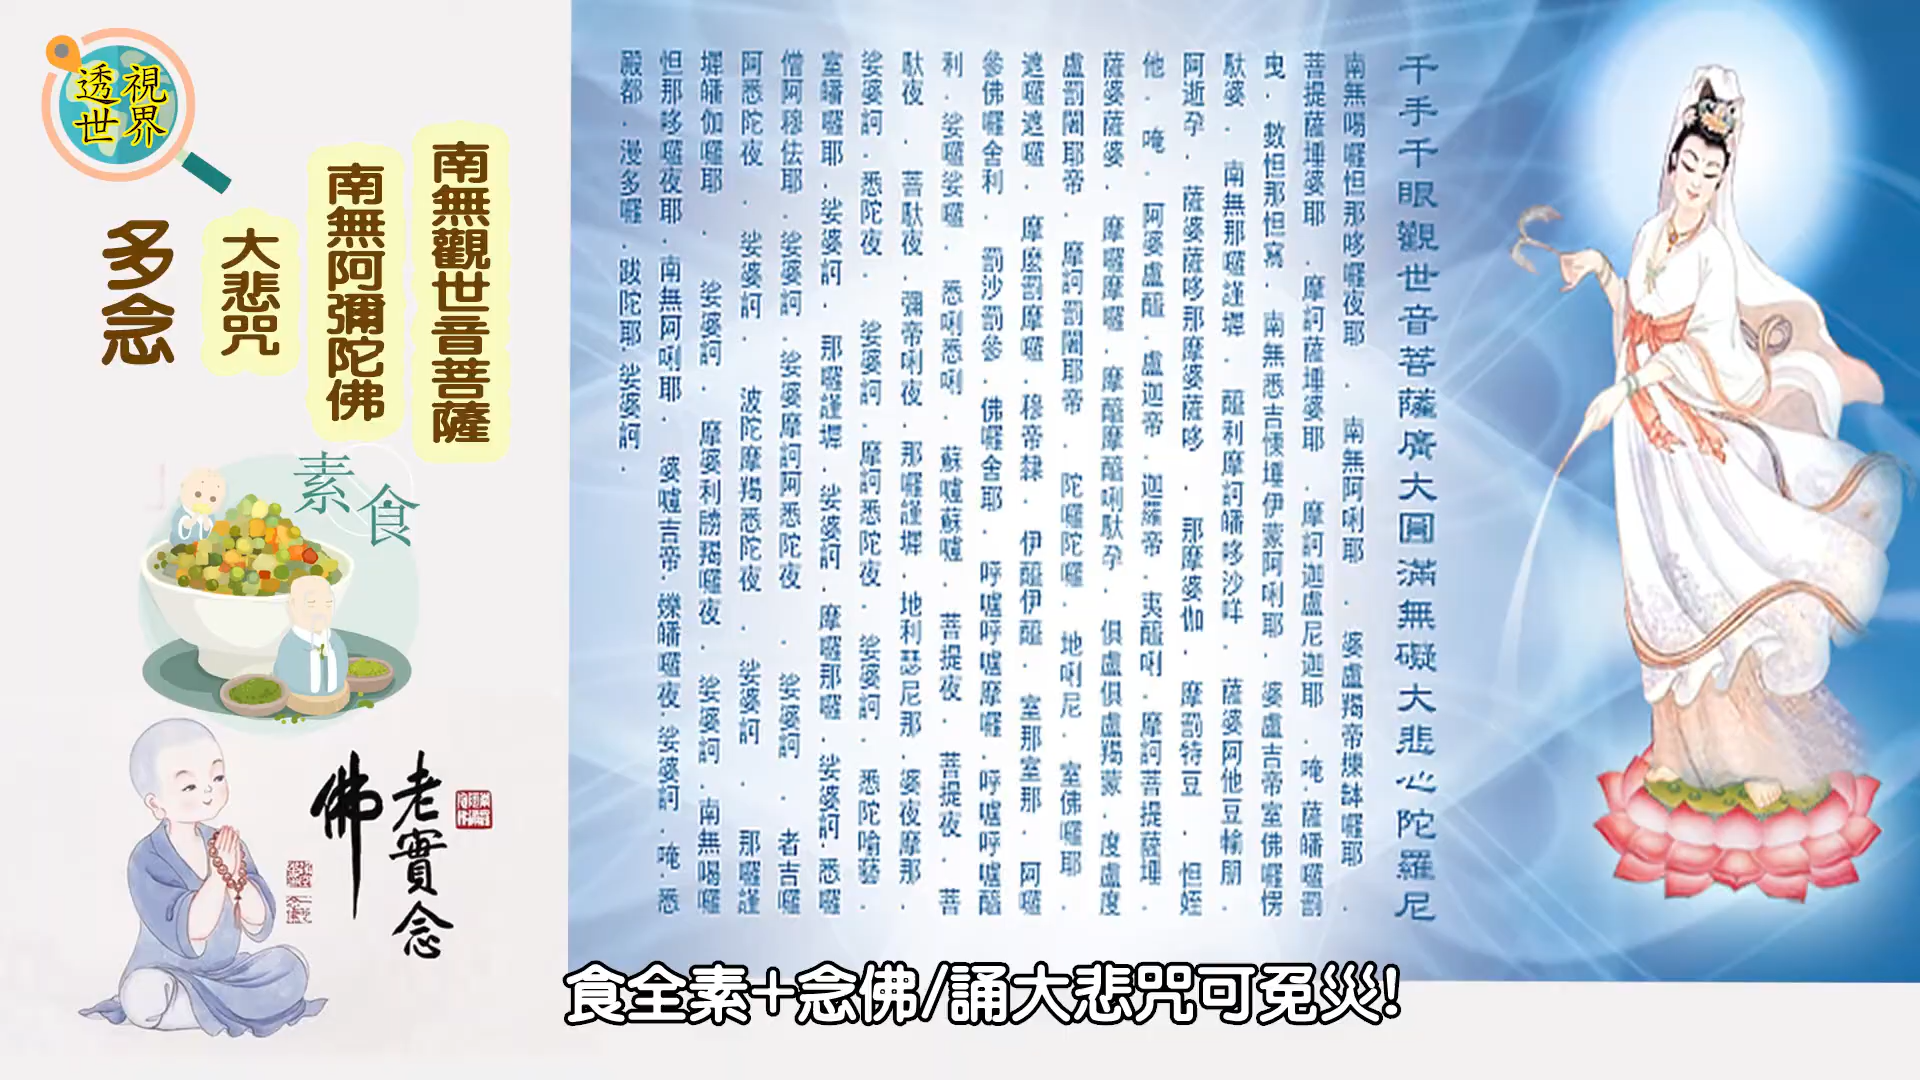 透視
世界
多念
大悲咒
南無阿彌陀佛
南無觀世音菩薩
素食
老實念
佛
千手千眼觀世音菩薩廣大圓滿無礙大悲心陀羅尼
南無喝囉怛那哆囉夜耶．南無阿唎耶．婆盧羯帝爍缽囉耶．
菩提薩埵婆耶．摩訶薩埵婆耶．摩訶迦盧尼迦耶．唵．薩皤囉罰
曳．數怛那怛寫．南無悉吉慄埵伊蒙阿唎耶．婆盧吉帝室佛囉愣
馱婆．南無那囉謹墀．醯利摩訶皤哆沙咩．薩婆阿他豆輸朋．
阿逝孕．薩婆薩哆那摩婆薩哆．那摩婆伽．摩罰特豆．怛姪
他．唵．阿婆盧醯．盧迦帝．迦羅帝．夷醯唎．摩訶菩提薩埵．
薩婆薩婆．摩囉摩囉．摩醯摩醯唎馱孕．俱盧俱盧羯蒙．度盧度
盧罰闍耶帝．摩訶罰闍耶帝．陀囉陀囉．地唎尼．室佛囉耶．
遮囉遮囉．摩麼罰摩囉．穆帝隸．伊醯伊醯．室那室那．阿囉
嘇佛囉舍利．罰沙罰嘇．佛囉舍耶．呼嚧呼嚧摩囉．呼嚧呼嚧醯
利．娑囉娑囉．悉唎悉唎．蘇嚧蘇嚧．菩提夜．菩提夜．菩
馱夜．菩馱夜．彌帝唎夜．那囉謹墀．地利瑟尼那．婆夜摩那．
娑婆訶．悉陀夜．娑婆訶．摩訶悉陀夜．娑婆訶．悉陀喻藝．
室皤囉耶．娑婆訶．那囉謹墀．娑婆訶．摩囉那囉．娑婆訶．悉囉
僧阿穆佉耶．娑婆訶．娑婆摩訶阿悉陀夜．娑婆訶．者吉囉
阿悉陀夜．娑婆訶．波陀摩羯悉陀夜．娑婆訶．那囉謹
墀皤伽囉耶．娑婆訶．摩婆利勝羯囉夜．娑婆訶．南無喝囉
怛那哆囉夜耶．南無阿唎耶．婆嚧吉帝．爍皤囉夜．娑婆訶．唵．悉
殿都．漫多囉．跋陀耶．娑婆訶．
食全素+念佛/誦大悲咒可免災!